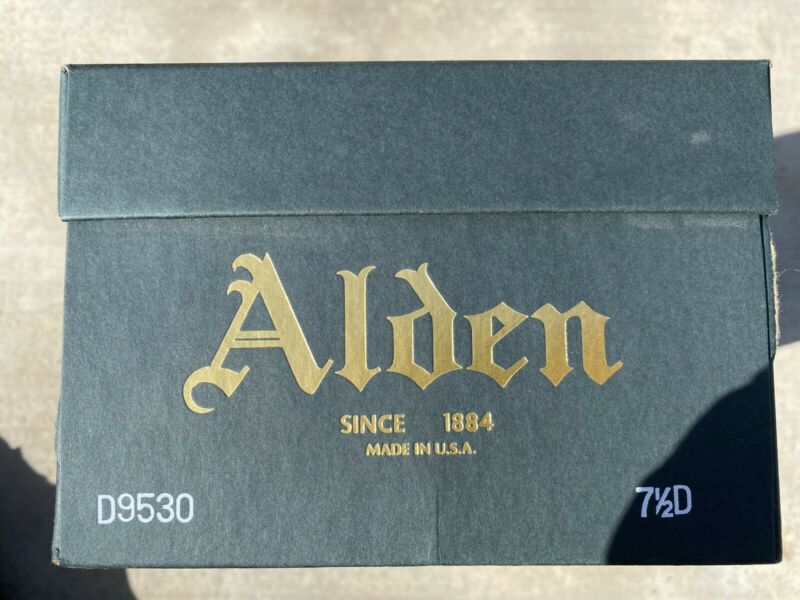 Alden
SINCE 1884
MADE IN U.S.A.
D9530 7½D